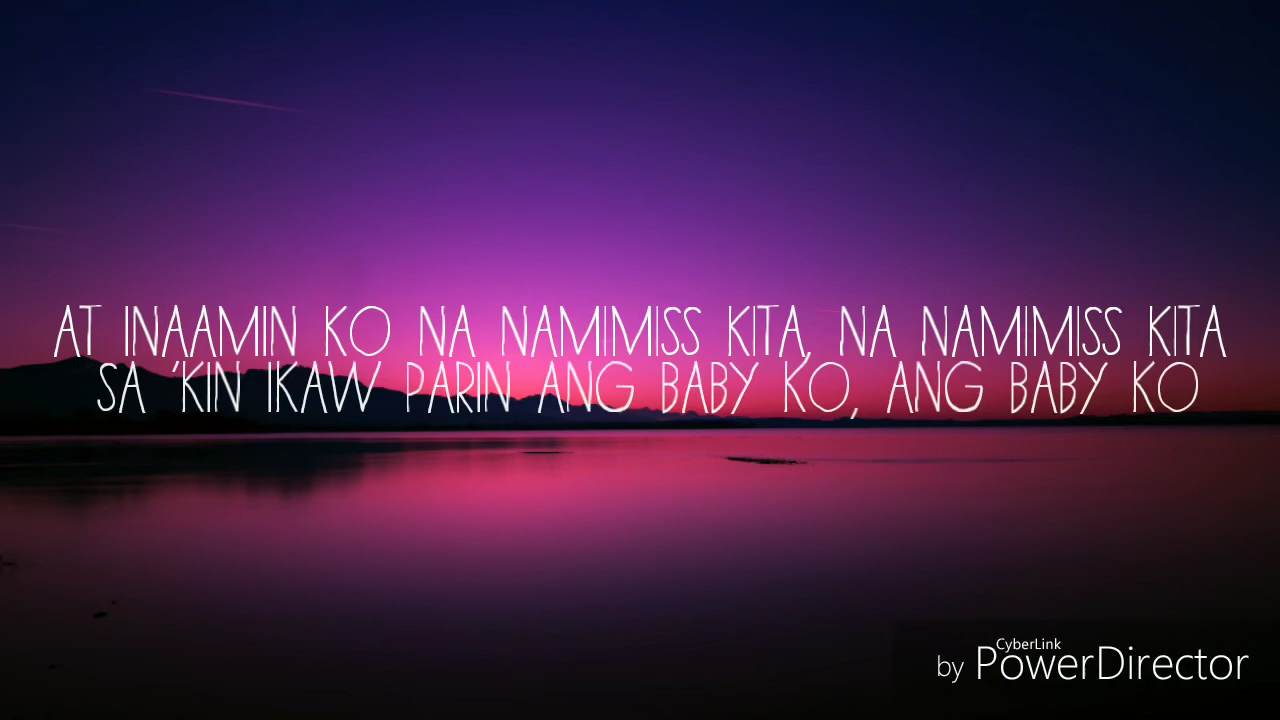 AT INAAMIN KO NA NAMIMISS KITA, NA NAMIMISS KITA
SA 'KIN IKAW PARIN ANG BABY KO, ANG BABY KO
CyberLink
by PowerDirector